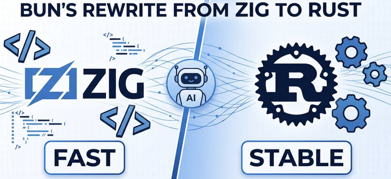 BUN'S REWRITE FROM ZIG TO RUST
</>
</>
ZIG
</>
AI
R
FAST
STABLE